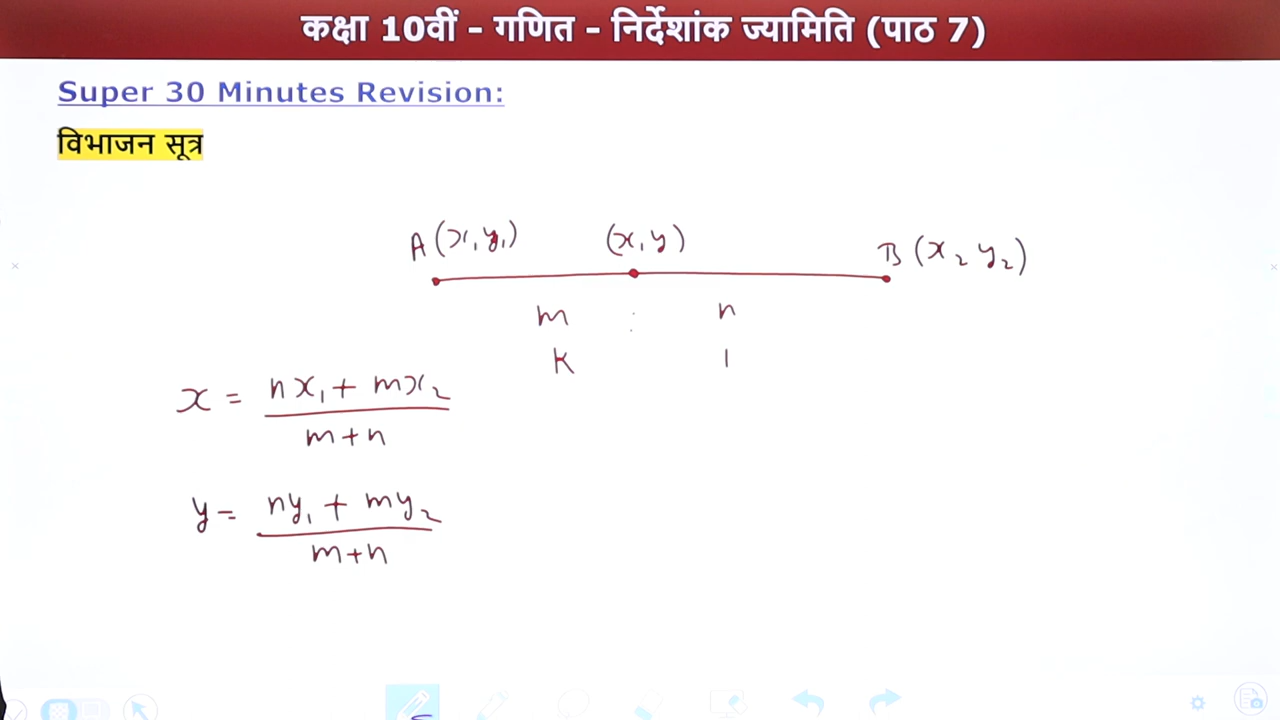 कक्षा 10वीं - गणित - निर्देशांक ज्यामिति (पाठ 7)
Super 30 Minutes Revision:
विभाजन सूत्र
A (x₁, y₁) (x, y) B (x₂ y₂)
m : n
k 1
x = (nx₁ + mx₂) / (m+n)
y = (ny₁ + my₂) / (m+n)